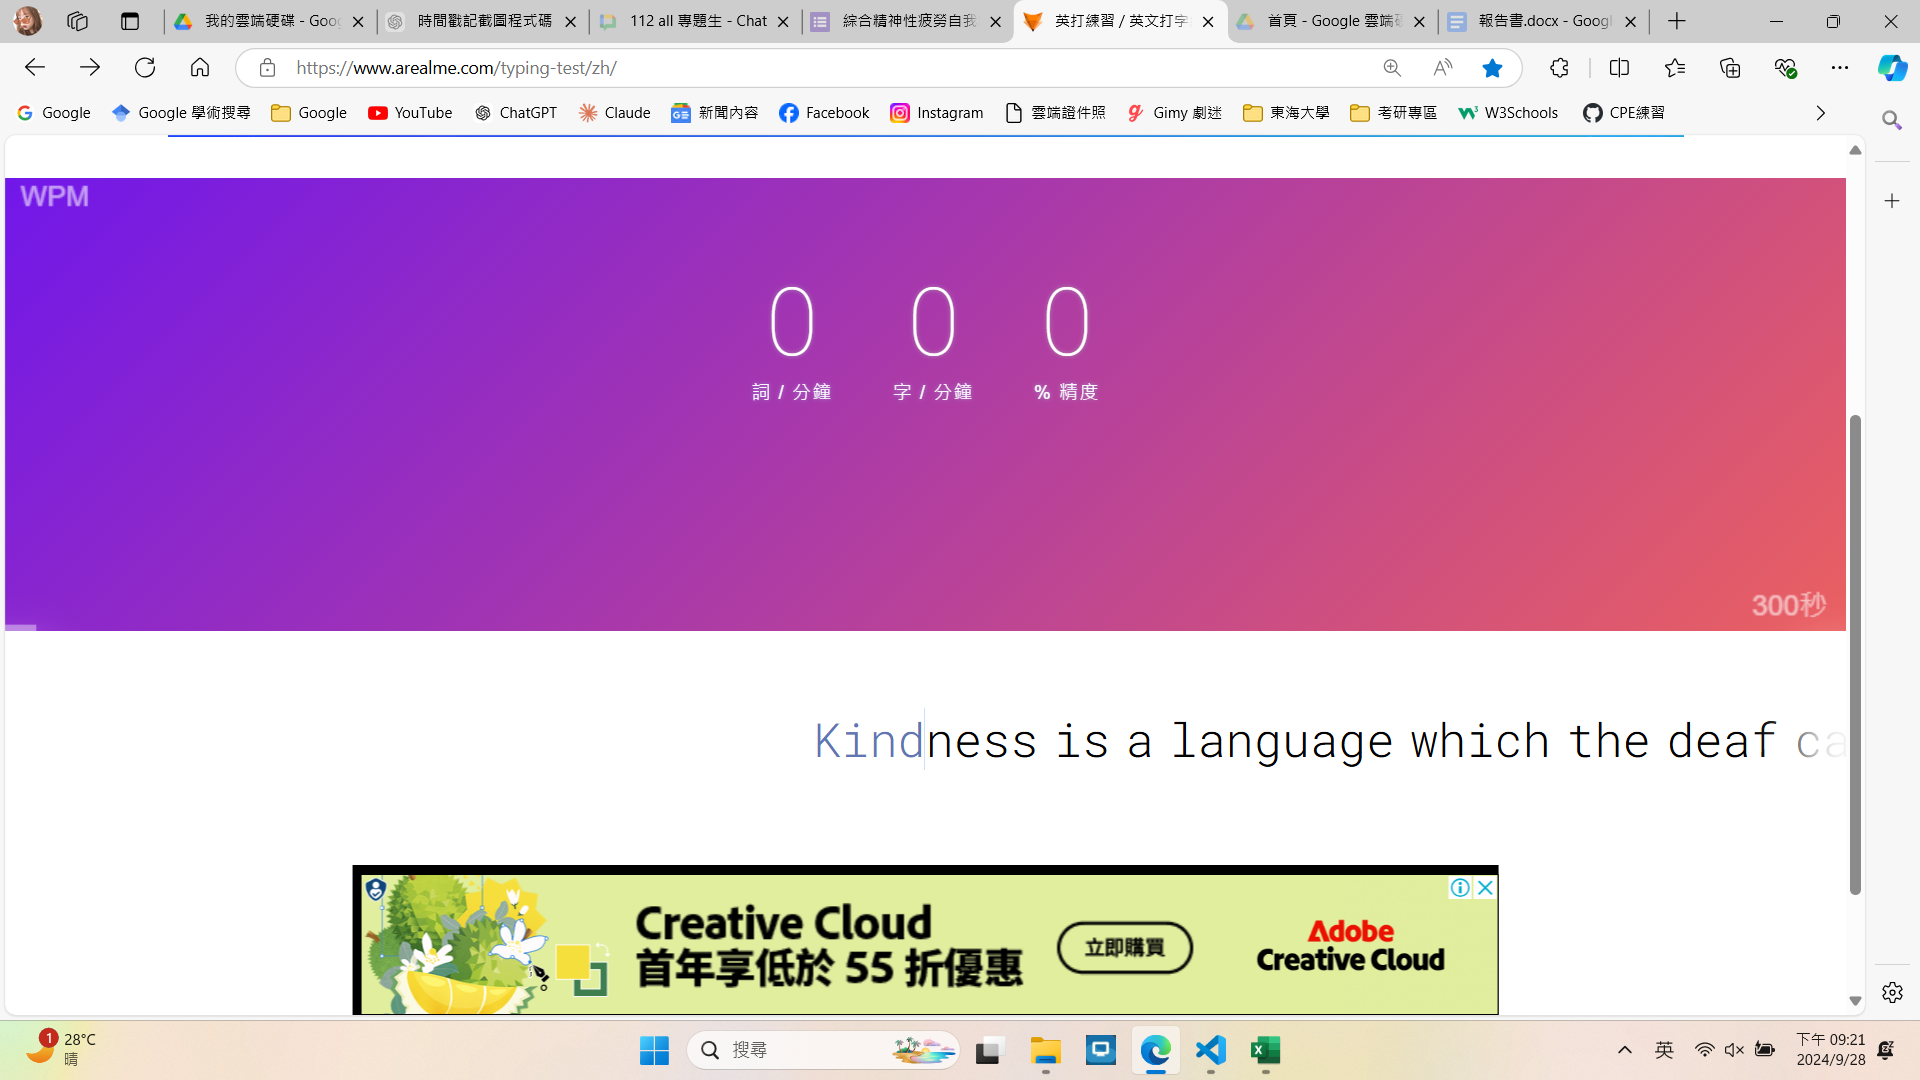 我的雲端硬碟 - Goog
時間戳記截圖程式碼
112 all 專題生 - Chat
綜合精神性疲勞自我
英打練習 / 英文打字
首頁 - Google 雲端硬
報告書.docx - Googl
https://www.arealme.com/typing-test/zh/
Google
Google 學術搜尋
Google
YouTube
ChatGPT
Claude
新聞內容
Facebook
Instagram
雲端證件照
Gimy 劇迷
東海大學
考研專區
W3Schools
CPE練習
WPM
0 0 0
詞 / 分鐘 字 / 分鐘 % 精度
300秒
Kindness is a language which the deaf ca
Creative Cloud
首年享低於 55 折優惠
立即購買
Adobe
Creative Cloud
1
28°C
晴
搜尋
英
下午 09:21
2024/9/28